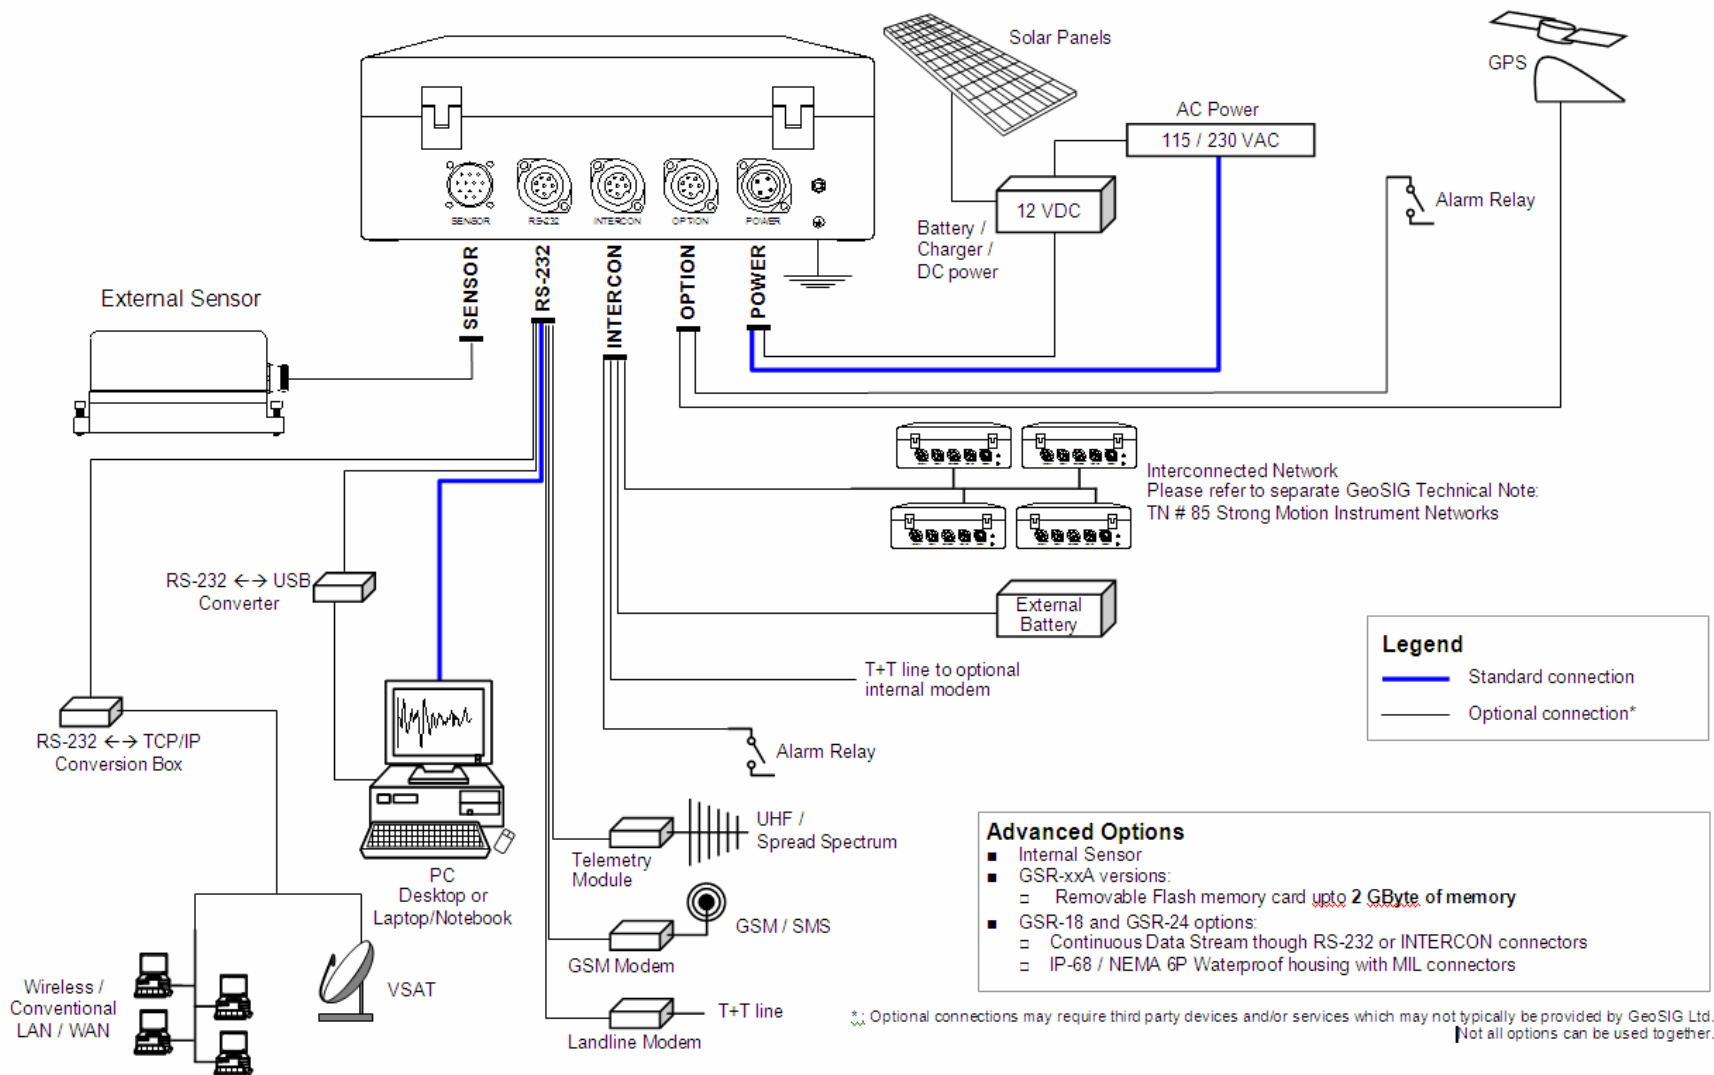 Solar Panels
GPS
AC Power
115 / 230 VAC
12 VDC
Battery /
Charger /
DC power
Alarm Relay
SENSOR
RS-232
INTERCON
OPTION
POWER
SENSOR
RS-232
INTERCON
OPTION
POWER
External Sensor
Interconnected Network
Please refer to separate GeoSIG Technical Note:
TN # 85 Strong Motion Instrument Networks
RS-232 ←→ USB
Converter
External
Battery
T+T line to optional
internal modem
Legend
Standard connection
Optional connection*
RS-232 ←→ TCP/IP
Conversion Box
Alarm Relay
UHF /
Spread Spectrum
Telemetry
Module
PC
Desktop or
Laptop/Notebook
GSM / SMS
GSM Modem
Advanced Options
■ Internal Sensor
■ GSR-xxA versions:
□ Removable Flash memory card upto 2 GByte of memory
■ GSR-18 and GSR-24 options:
□ Continuous Data Stream though RS-232 or INTERCON connectors
□ IP-68 / NEMA 6P Waterproof housing with MIL connectors
Wireless /
Conventional
LAN / WAN
VSAT
T+T line
Landline Modem
* : Optional connections may require third party devices and/or services which may not typically be provided by GeoSIG Ltd.
Not all options can be used together.